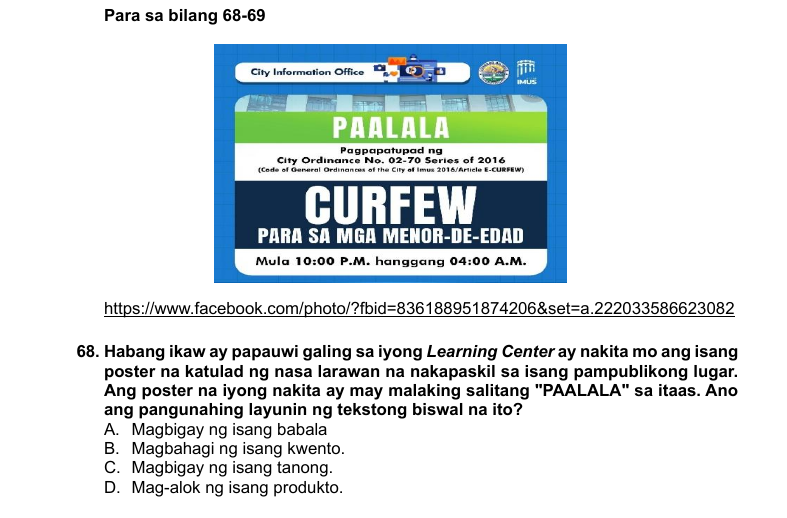 Para sa bilang 68-69
City Information Office
IMUS
PAALALA
Pagpapatupad ng
City Ordinance No. 02-70 Series of 2016
(Code of General Ordinances of the City of Imus 2016/Article E-CURFEW)
CURFEW
PARA SA MGA MENOR-DE-EDAD
Mula 10:00 P.M. hanggang 04:00 A.M.
https://www.facebook.com/photo/?fbid=836188951874206&set=a.222033586623082
68. Habang ikaw ay papauwi galing sa iyong Learning Center ay nakita mo ang isang
poster na katulad ng nasa larawan na nakapaskil sa isang pampublikong lugar.
Ang poster na iyong nakita ay may malaking salitang "PAALALA" sa itaas. Ano
ang pangunahing layunin ng tekstong biswal na ito?
A. Magbigay ng isang babala
B. Magbahagi ng isang kwento.
C. Magbigay ng isang tanong.
D. Mag-alok ng isang produkto.